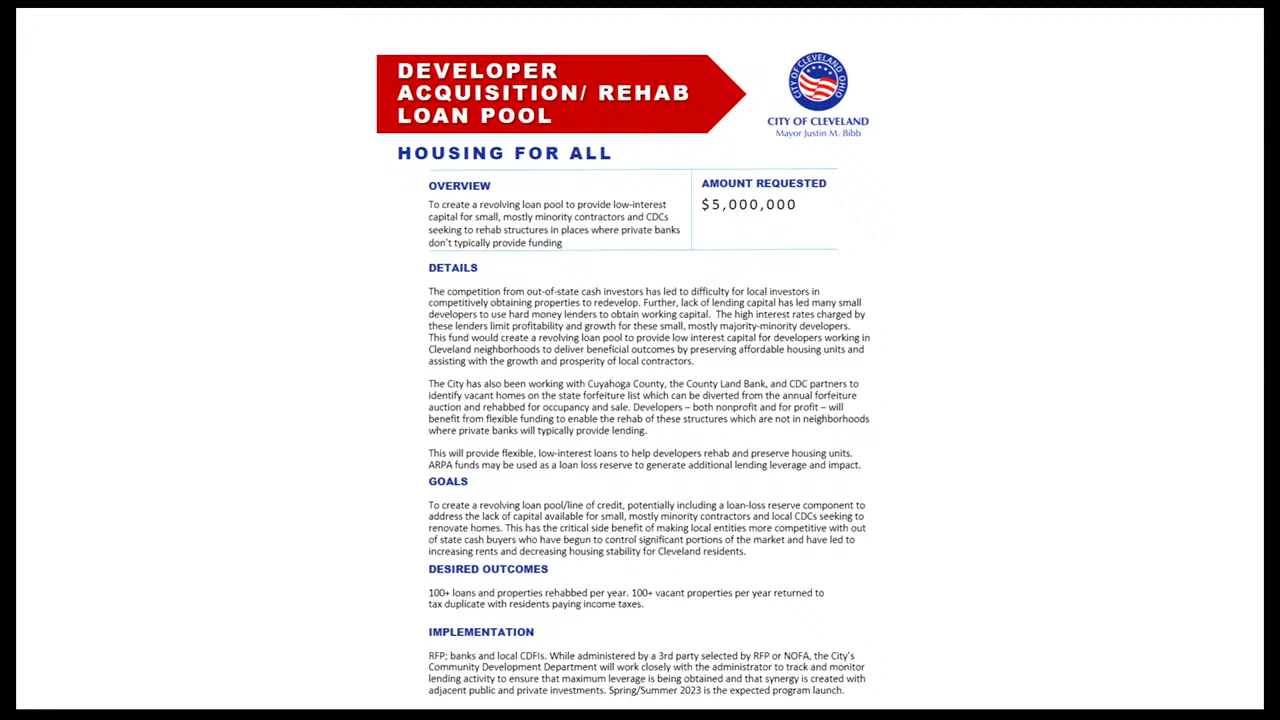 DEVELOPER
ACQUISITION/ REHAB
LOAN POOL
CITY OF CLEVELAND, OHIO
CITY OF CLEVELAND
Mayor Justin M. Bibb
HOUSING FOR ALL
OVERVIEW
To create a revolving loan pool to provide low-interest
capital for small, mostly minority contractors and CDCs
seeking to rehab structures in places where private banks
don't typically provide funding
AMOUNT REQUESTED
$5,000,000
DETAILS
The competition from out-of-state cash investors has led to difficulty for local investors in
competitively obtaining properties to redevelop. Further, lack of lending capital has led many small
developers to use hard money lenders to obtain working capital.  The high interest rates charged by
these lenders limit profitability and growth for these small, mostly majority-minority developers.
This fund would create a revolving loan pool to provide low interest capital for developers working in
Cleveland neighborhoods to deliver beneficial outcomes by preserving affordable housing units and
assisting with the growth and prosperity of local contractors.
The City has also been working with Cuyahoga County, the County Land Bank, and CDC partners to
identify vacant homes on the state forfeiture list which can be diverted from the annual forfeiture
auction and rehabbed for occupancy and sale. Developers – both nonprofit and for profit – will
benefit from flexible funding to enable the rehab of these structures which are not in neighborhoods
where private banks will typically provide lending.
This will provide flexible, low-interest loans to help developers rehab and preserve housing units.
ARPA funds may be used as a loan loss reserve to generate additional lending leverage and impact.
GOALS
To create a revolving loan pool/line of credit, potentially including a loan-loss reserve component to
address the lack of capital available for small, mostly minority contractors and local CDCs seeking to
renovate homes. This has the critical side benefit of making local entities more competitive with out
of state cash buyers who have begun to control significant portions of the market and have led to
increasing rents and decreasing housing stability for Cleveland residents.
DESIRED OUTCOMES
100+ loans and properties rehabbed per year. 100+ vacant properties per year returned to
tax duplicate with residents paying income taxes.
IMPLEMENTATION
RFP; banks and local CDFIs. While administered by a 3rd party selected by RFP or NOFA, the City's
Community Development Department will work closely with the administrator to track and monitor
lending activity to ensure that maximum leverage is being obtained and that synergy is created with
adjacent public and private investments. Spring/Summer 2023 is the expected program launch.